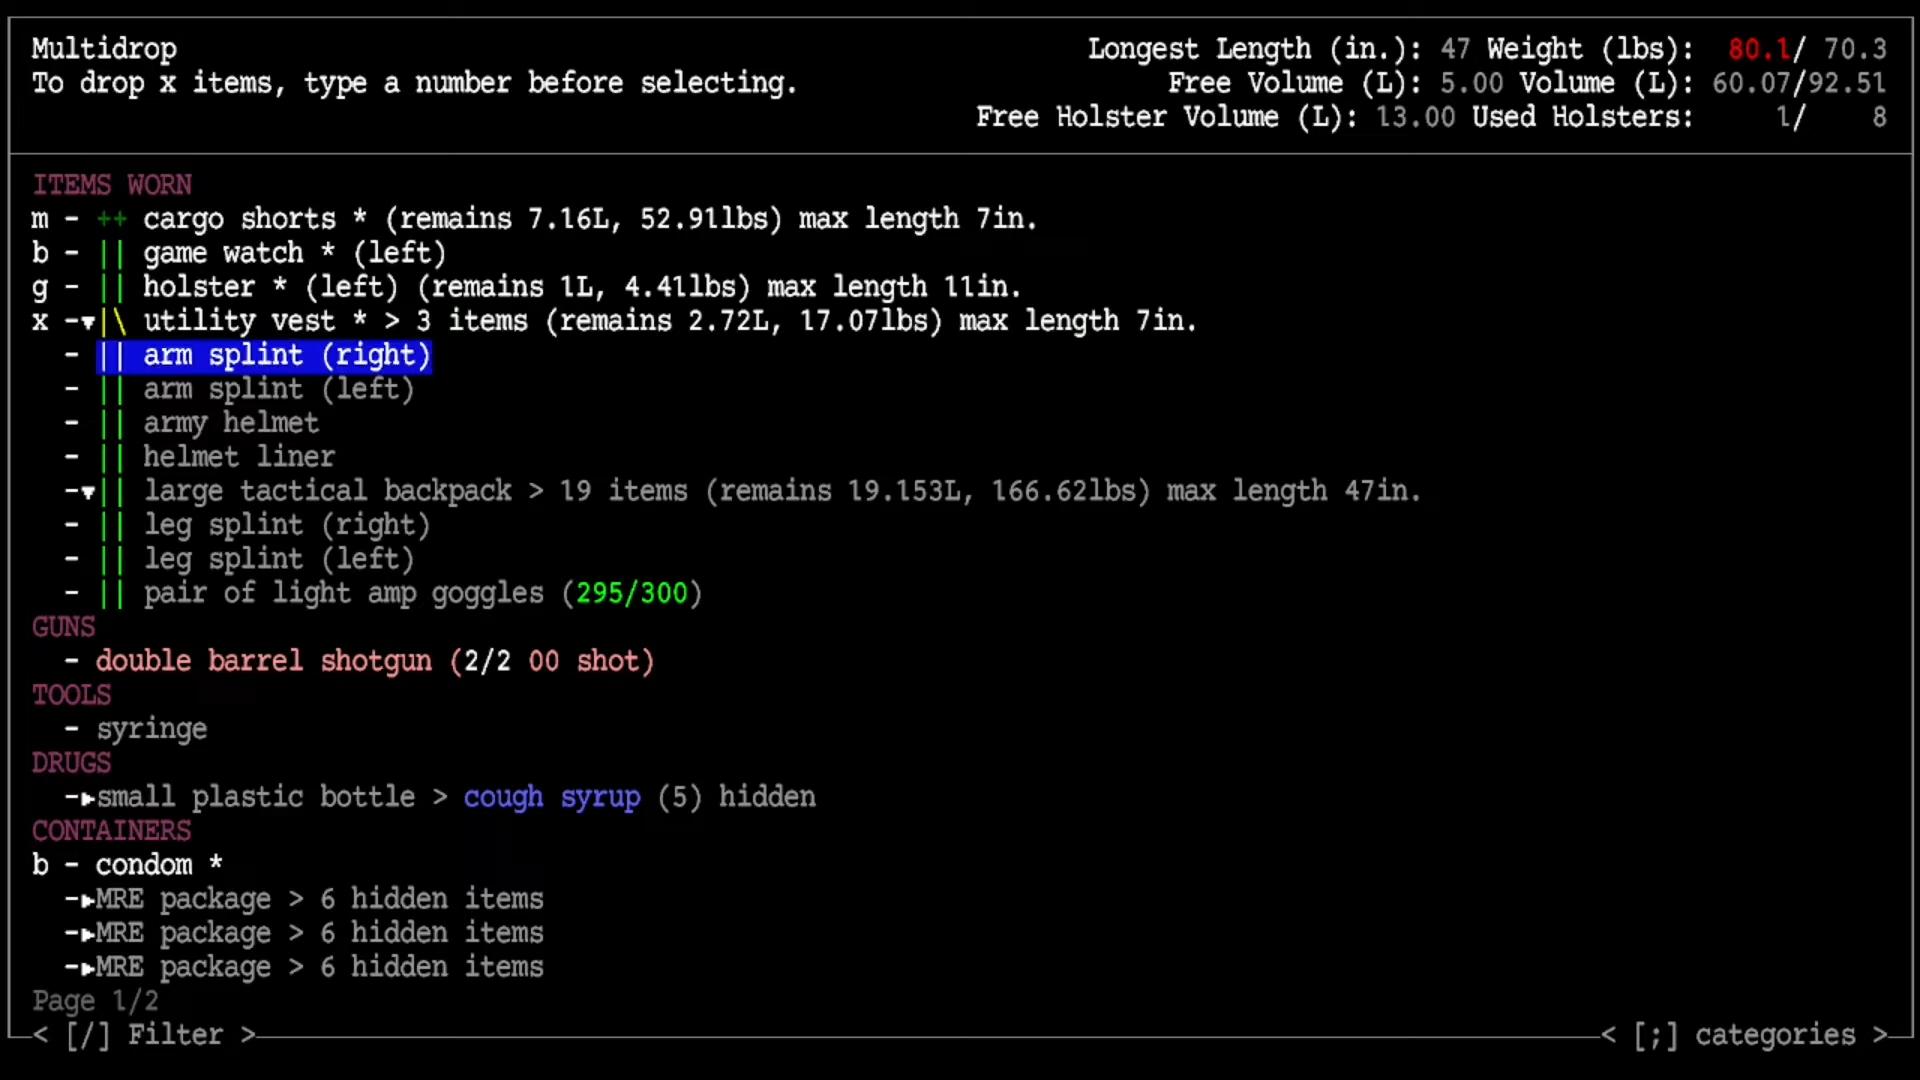 Multidrop Longest Length (in.): 47 Weight (lbs): 80.1/ 70.3
To drop x items, type a number before selecting. Free Volume (L): 5.00 Volume (L): 60.07/92.51
Free Holster Volume (L): 13.00 Used Holsters: 1/ 8
ITEMS WORN
m - ++ cargo shorts * (remains 7.16L, 52.91lbs) max length 7in.
b - || game watch * (left)
g - || holster * (left) (remains 1L, 4.41lbs) max length 11in.
x -▼|\ utility vest * > 3 items (remains 2.72L, 17.07lbs) max length 7in.
- || arm splint (right)
- || arm splint (left)
- || army helmet
- || helmet liner
-▼|| large tactical backpack > 19 items (remains 19.153L, 166.62lbs) max length 47in.
- || leg splint (right)
- || leg splint (left)
- || pair of light amp goggles (295/300)
GUNS
- double barrel shotgun (2/2 00 shot)
TOOLS
- syringe
DRUGS
-▶small plastic bottle > cough syrup (5) hidden
CONTAINERS
b - condom *
-▶MRE package > 6 hidden items
-▶MRE package > 6 hidden items
-▶MRE package > 6 hidden items
Page 1/2
< [/] Filter > < [;] categories >